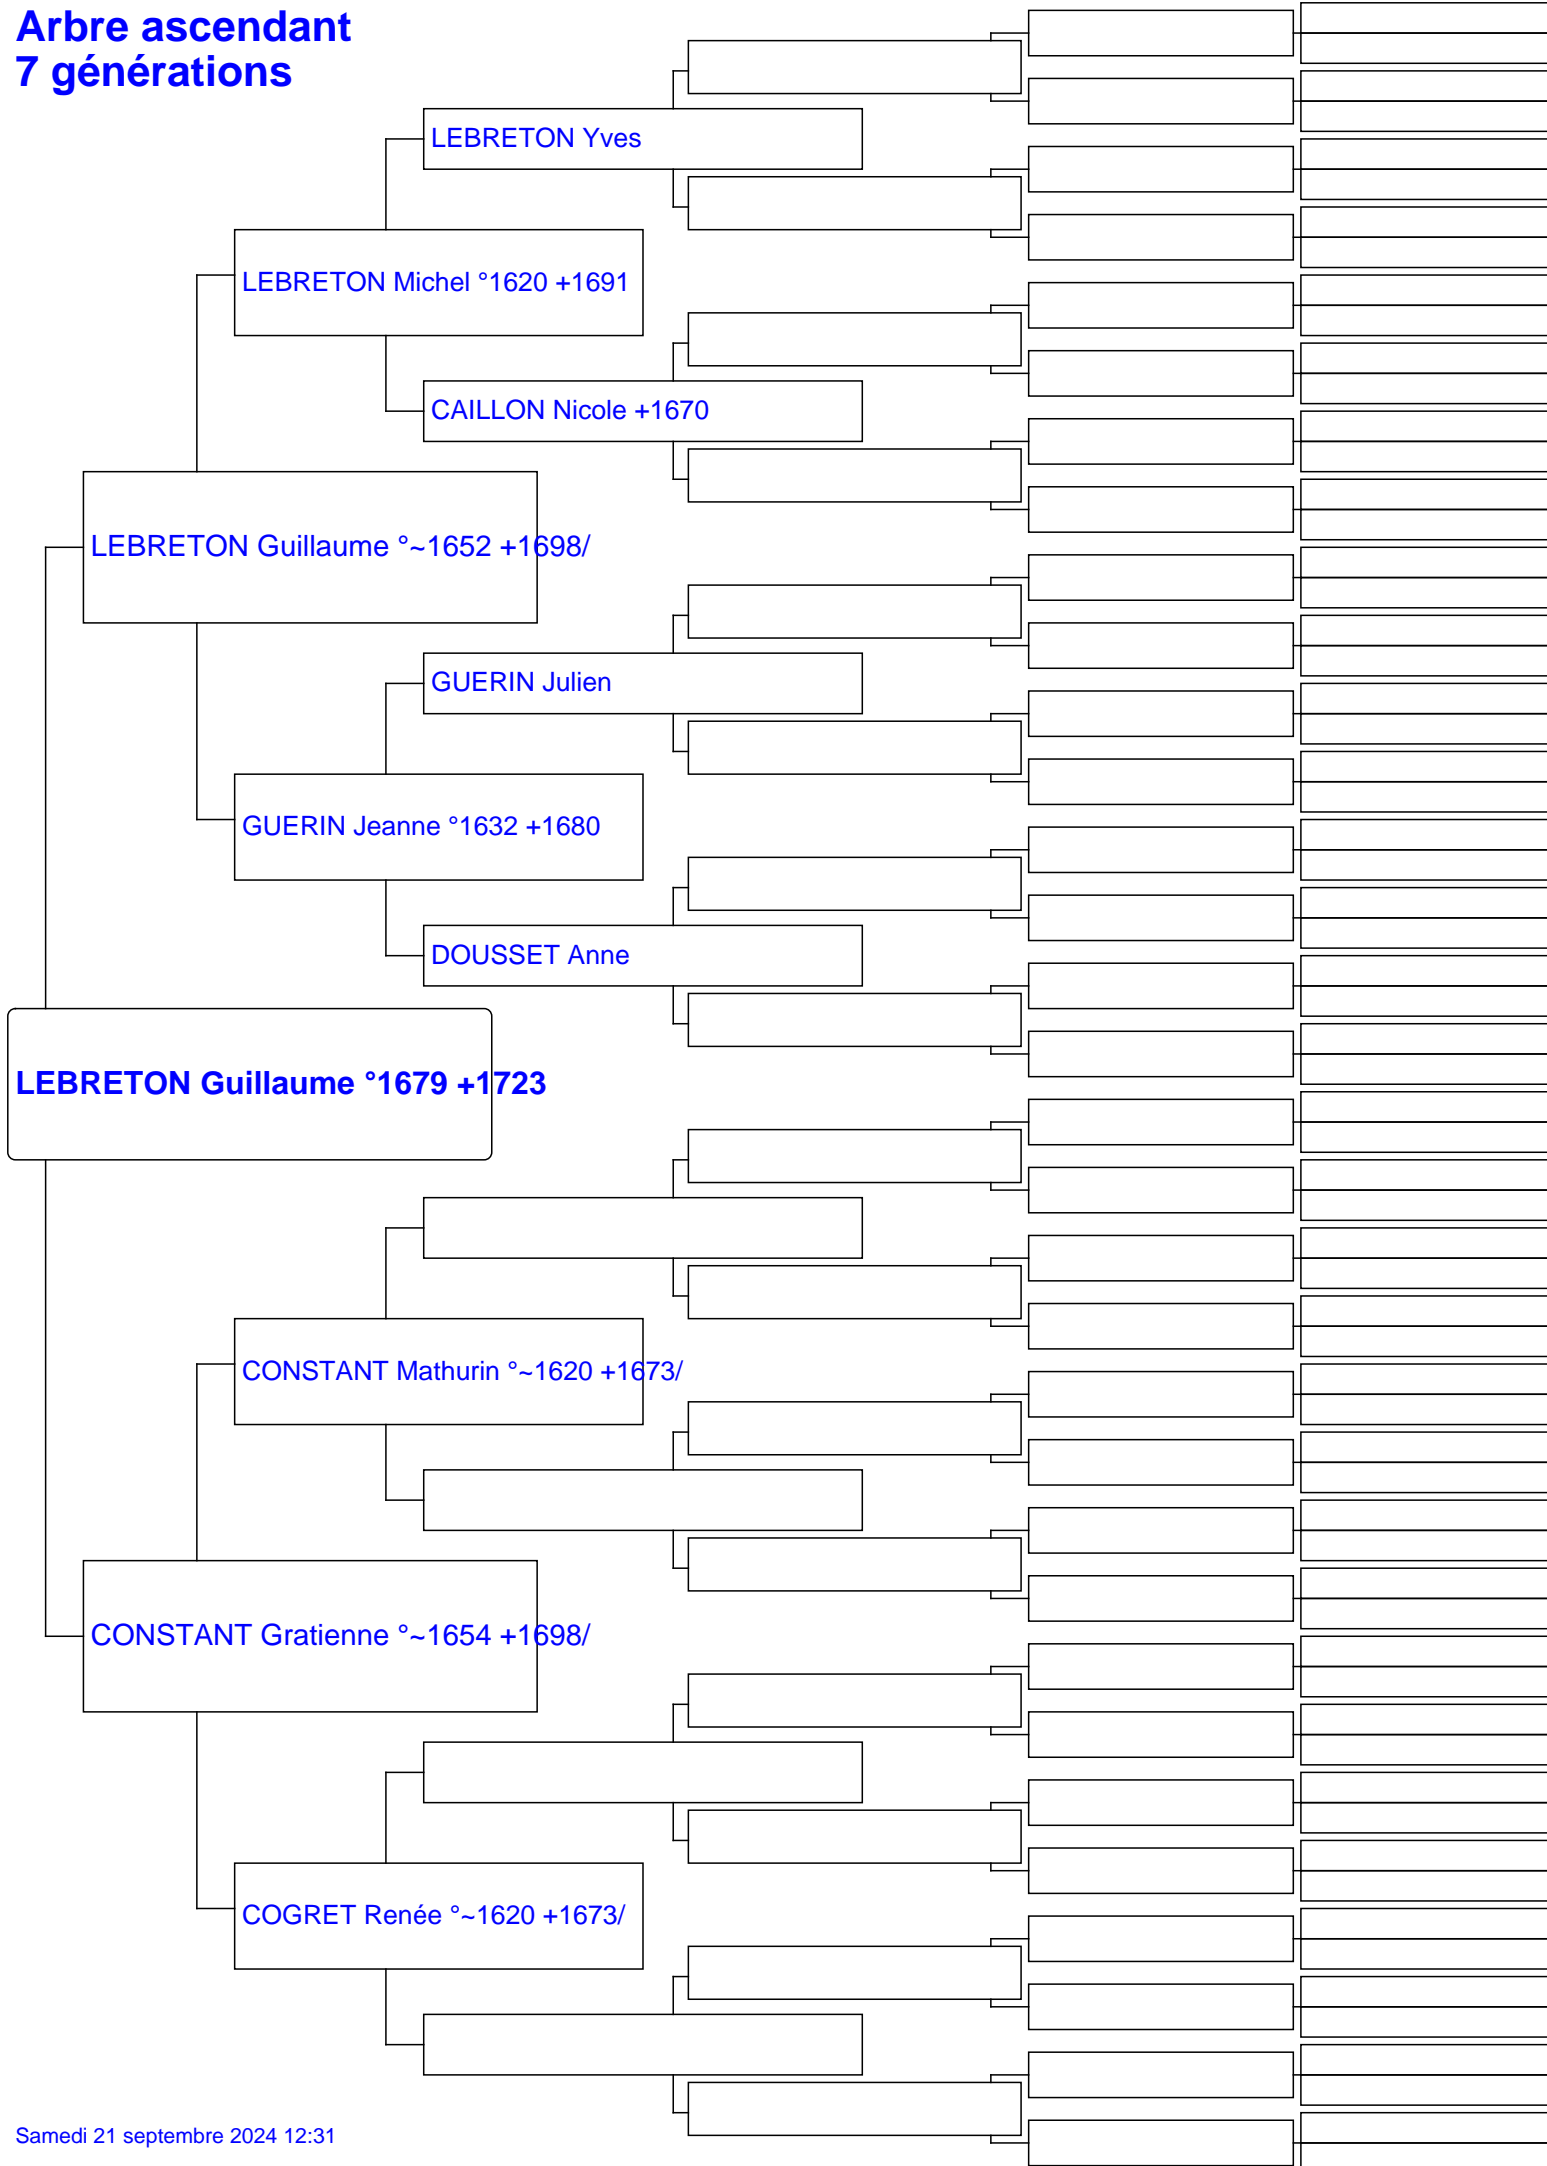 Arbre ascendant
7 générations
LEBRETON Yves
LEBRETON Michel °1620 +1691
CAILLON Nicole +1670
LEBRETON Guillaume °~1652 +1698/
GUERIN Julien
GUERIN Jeanne °1632 +1680
DOUSSET Anne
LEBRETON Guillaume °1679 +1723
CONSTANT Mathurin °~1620 +1673/
CONSTANT Gratienne °~1654 +1698/
COGRET Renée °~1620 +1673/
Samedi 21 septembre 2024 12:31